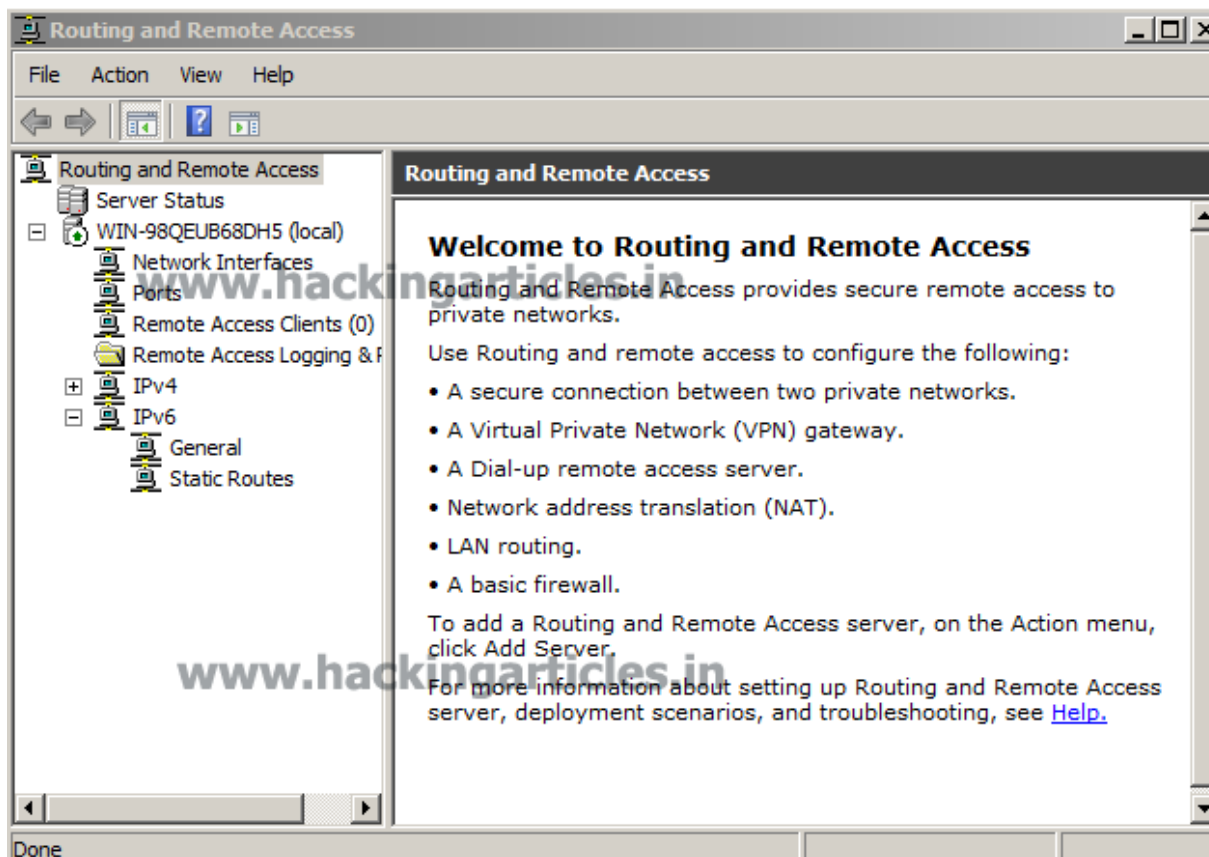 Routing and Remote Access
File Action View Help
Routing and Remote Access
Server Status
WIN-98QEUB68DH5 (local)
Network Interfaces
Ports
Remote Access Clients (0)
Remote Access Logging &
IPv4
IPv6
General
Static Routes
Routing and Remote Access
Welcome to Routing and Remote Access
Routing and Remote Access provides secure remote access to
private networks.
Use Routing and remote access to configure the following:
• A secure connection between two private networks.
• A Virtual Private Network (VPN) gateway.
• A Dial-up remote access server.
• Network address translation (NAT).
• LAN routing.
• A basic firewall.
To add a Routing and Remote Access server, on the Action menu,
click Add Server.
For more information about setting up Routing and Remote Access
server, deployment scenarios, and troubleshooting, see Help.
www.hackingarticles.in
www.hackingarticles.in
Done